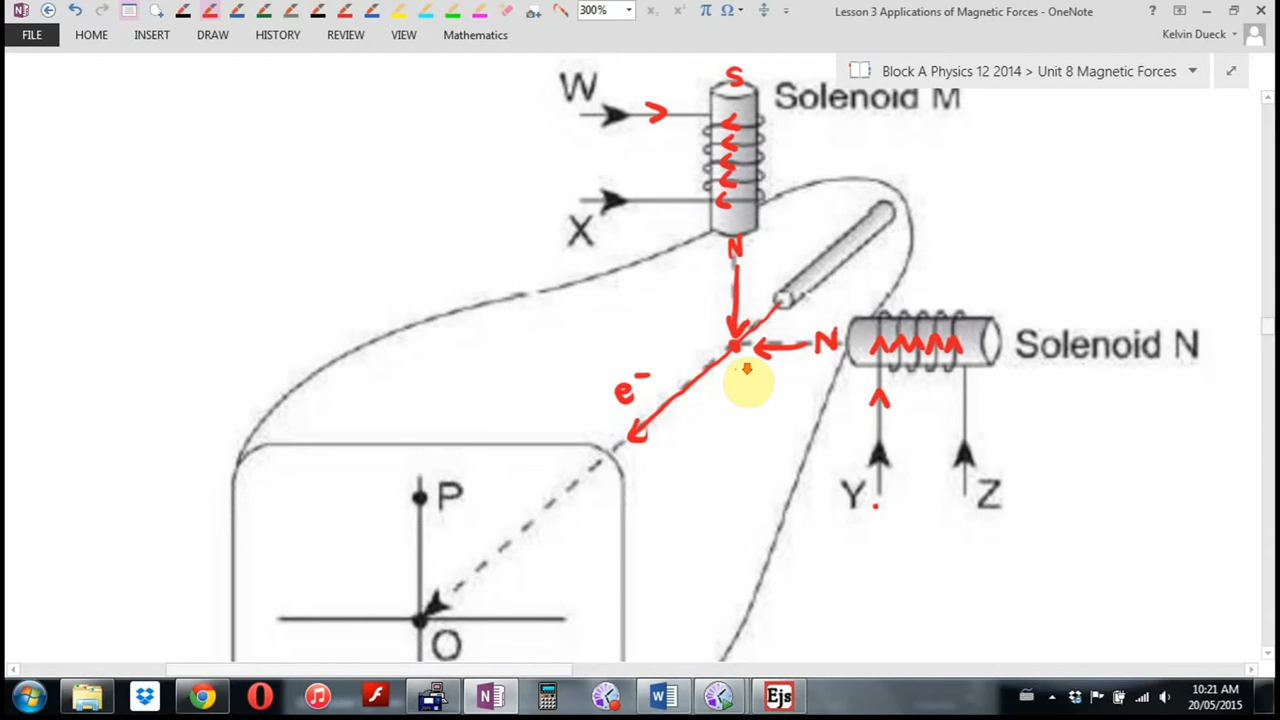 300%
Lesson 3 Applications of Magnetic Forces - OneNote
FILE HOME INSERT DRAW HISTORY REVIEW VIEW Mathematics
Kelvin Dueck
Block A Physics 12 2014 > Unit 8 Magnetic Forces
W
S
Solenoid M
X
N
N
Solenoid N
e⁻
P
Y
Z
O
10:21 AM
20/05/2015